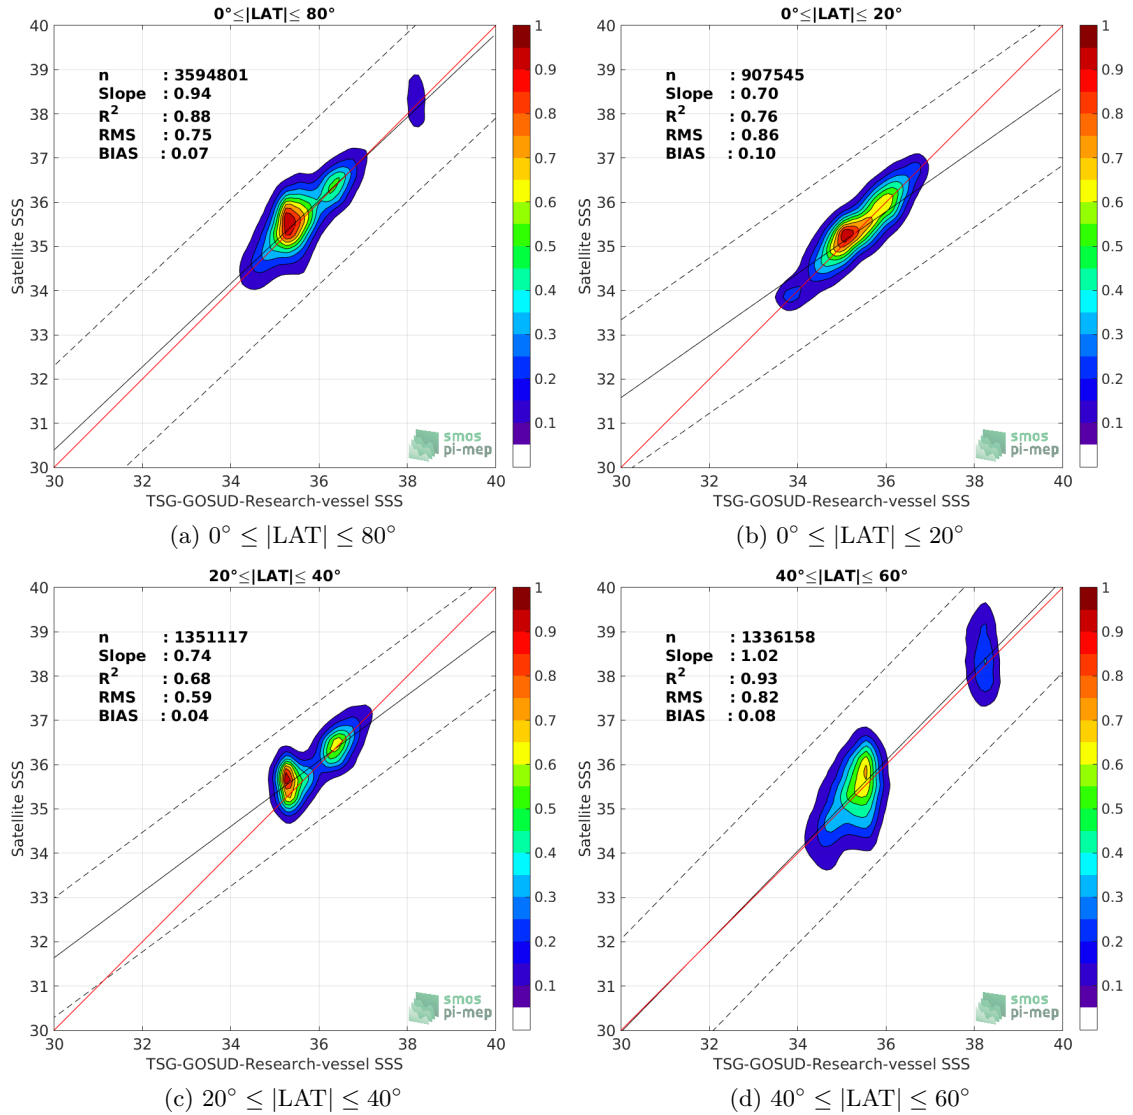 0°≤|LAT|≤ 80°
40
39
38
37
36
35
34
33
32
31
30
Satellite SSS
n : 3594801
Slope : 0.94
R² : 0.88
RMS : 0.75
BIAS : 0.07
smos
pi-mep
30 32 34 36 38 40
TSG-GOSUD-Research-vessel SSS
1
0.9
0.8
0.7
0.6
0.5
0.4
0.3
0.2
0.1
(a) 0° ≤ |LAT| ≤ 80°
0°≤|LAT|≤ 20°
40
39
38
37
36
35
34
33
32
31
30
Satellite SSS
n : 907545
Slope : 0.70
R² : 0.76
RMS : 0.86
BIAS : 0.10
smos
pi-mep
30 32 34 36 38 40
TSG-GOSUD-Research-vessel SSS
1
0.9
0.8
0.7
0.6
0.5
0.4
0.3
0.2
0.1
(b) 0° ≤ |LAT| ≤ 20°
20°≤|LAT|≤ 40°
40
39
38
37
36
35
34
33
32
31
30
Satellite SSS
n : 1351117
Slope : 0.74
R² : 0.68
RMS : 0.59
BIAS : 0.04
smos
pi-mep
30 32 34 36 38 40
TSG-GOSUD-Research-vessel SSS
1
0.9
0.8
0.7
0.6
0.5
0.4
0.3
0.2
0.1
(c) 20° ≤ |LAT| ≤ 40°
40°≤|LAT|≤ 60°
40
39
38
37
36
35
34
33
32
31
30
Satellite SSS
n : 1336158
Slope : 1.02
R² : 0.93
RMS : 0.82
BIAS : 0.08
smos
pi-mep
30 32 34 36 38 40
TSG-GOSUD-Research-vessel SSS
1
0.9
0.8
0.7
0.6
0.5
0.4
0.3
0.2
0.1
(d) 40° ≤ |LAT| ≤ 60°